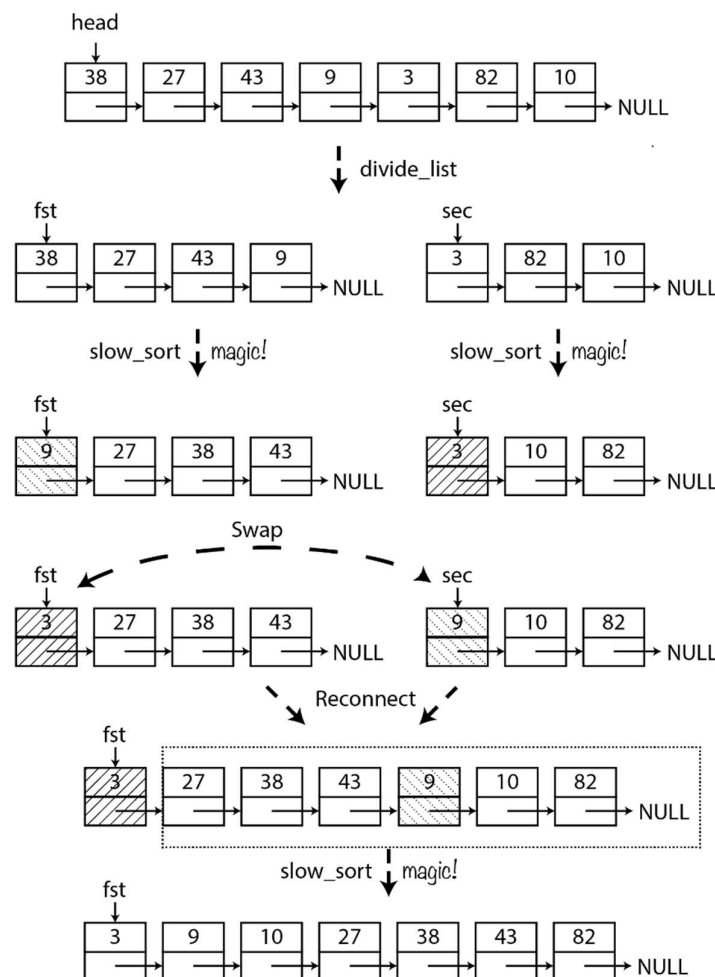 head
38 27 43 9 3 82 10
NULL
divide_list
fst sec
38 27 43 9 3 82 10
NULL NULL
slow_sort magic! slow_sort magic!
fst sec
9 27 38 43 3 10 82
NULL NULL
Swap
fst sec
3 27 38 43 9 10 82
NULL NULL
Reconnect
fst
3 27 38 43 9 10 82
NULL
slow_sort magic!
fst
3 9 10 27 38 43 82
NULL